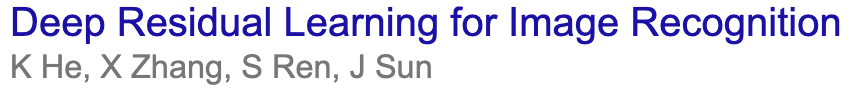 Deep Residual Learning for Image Recognition
K He, X Zhang, S Ren, J Sun